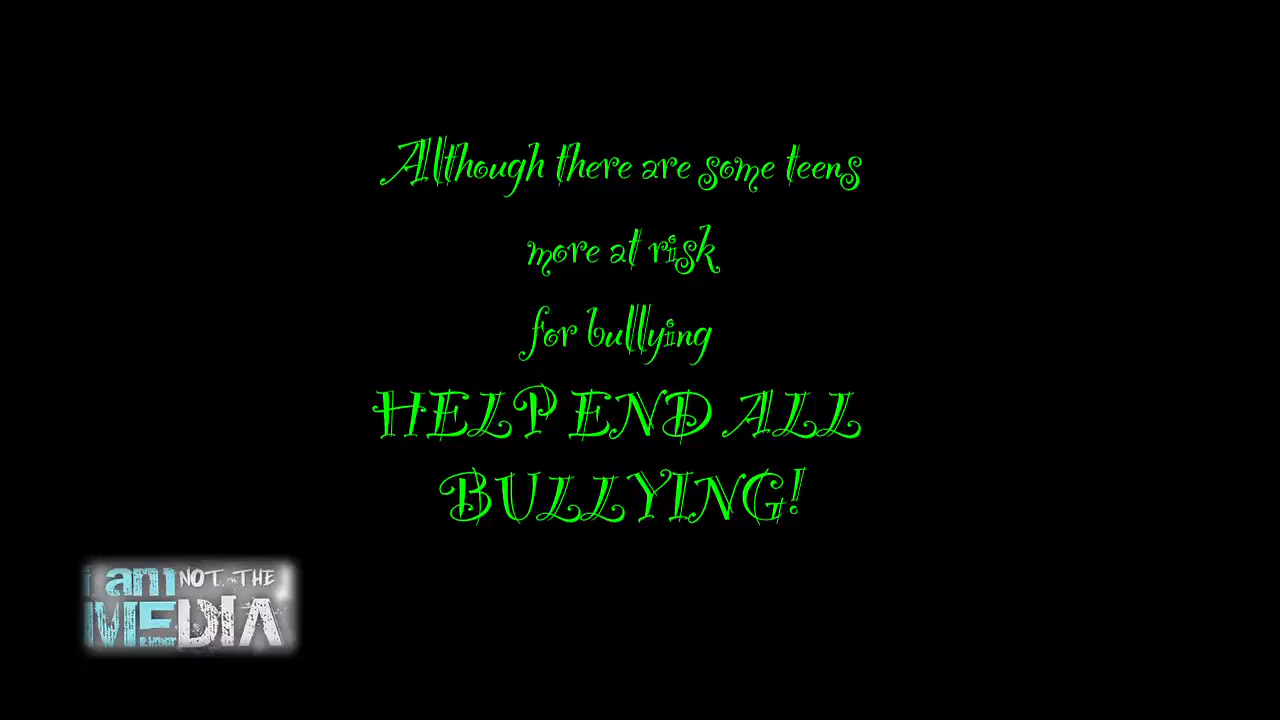 Although there are some teens
more at risk
for bullying
HELP END ALL
BULLYING!
i am NOT THE
MEDIA